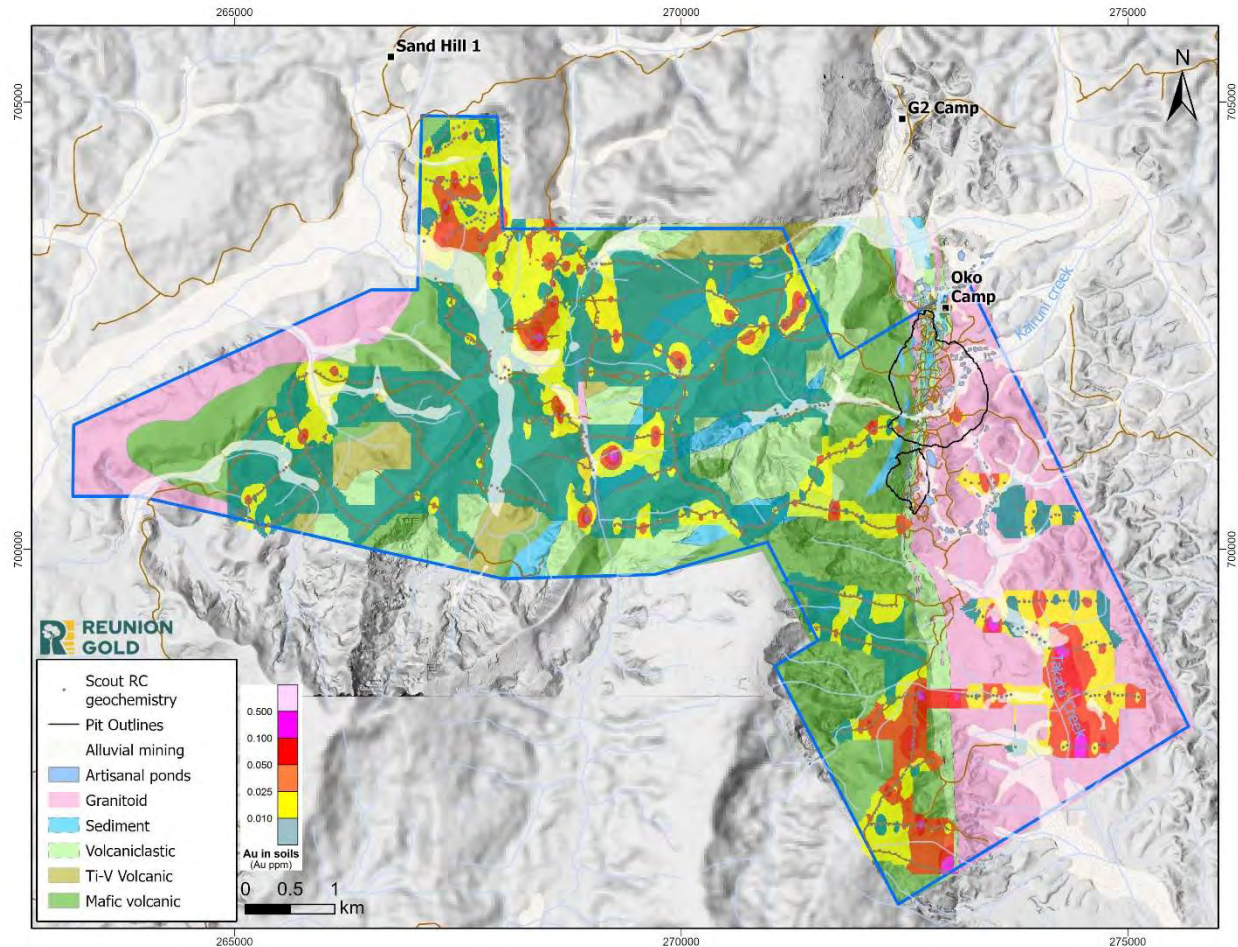 265000
270000
275000
Sand Hill 1
N
705000
G2 Camp
705000
Oko
Camp
Kairuni creek
700000
700000
REUNION
GOLD
Takatu Creek
Scout RC
geochemistry
Pit Outlines
Alluvial mining
Artisanal ponds
Granitoid
Sediment
Volcaniclastic
Ti-V Volcanic
Mafic volcanic
0.500
0.100
0.050
0.025
0.010
Au in soils
(Au ppm)
0 0.5 1
km
265000
270000
275000